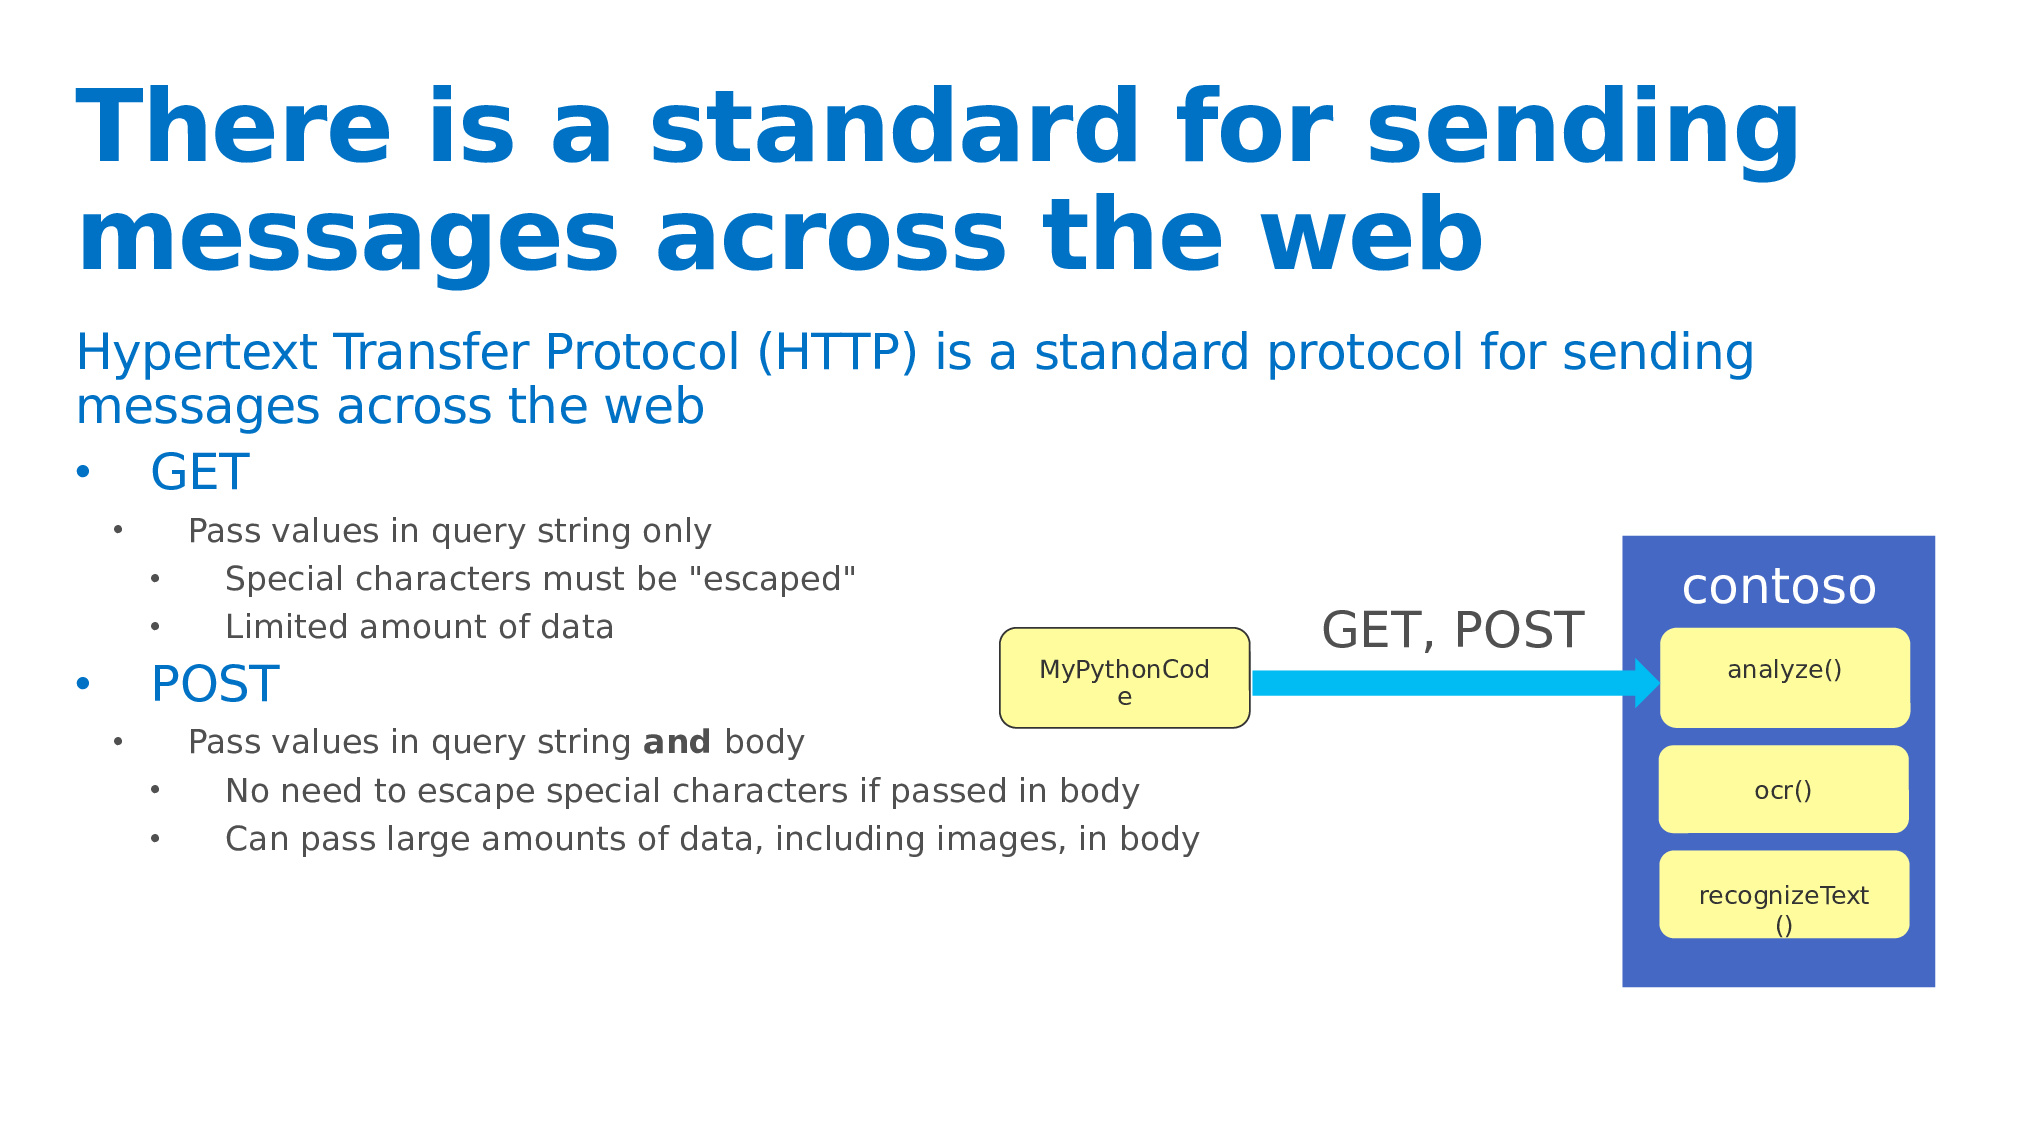 There is a standard for sending
messages across the web
Hypertext Transfer Protocol (HTTP) is a standard protocol for sending
messages across the web
• GET
• Pass values in query string only
• Special characters must be "escaped"
• Limited amount of data
• POST
• Pass values in query string and body
• No need to escape special characters if passed in body
• Can pass large amounts of data, including images, in body
MyPythonCod
e
GET, POST
contoso
analyze()
ocr()
recognizeText
()